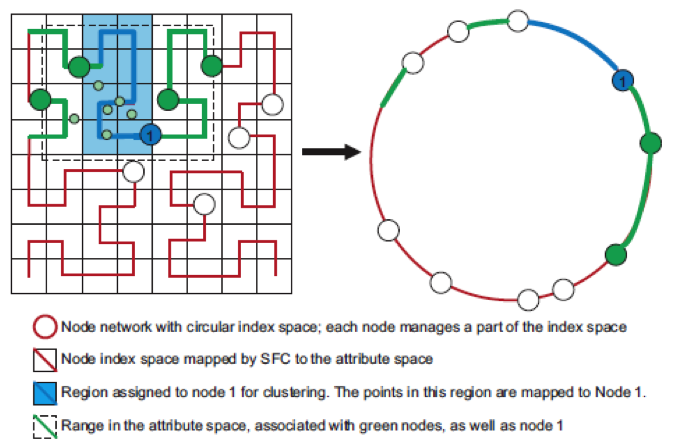 1
1
Node network with circular index space; each node manages a part of the index space
Node index space mapped by SFC to the attribute space
Region assigned to node 1 for clustering. The points in this region are mapped to Node 1.
Range in the attribute space, associated with green nodes, as well as node 1